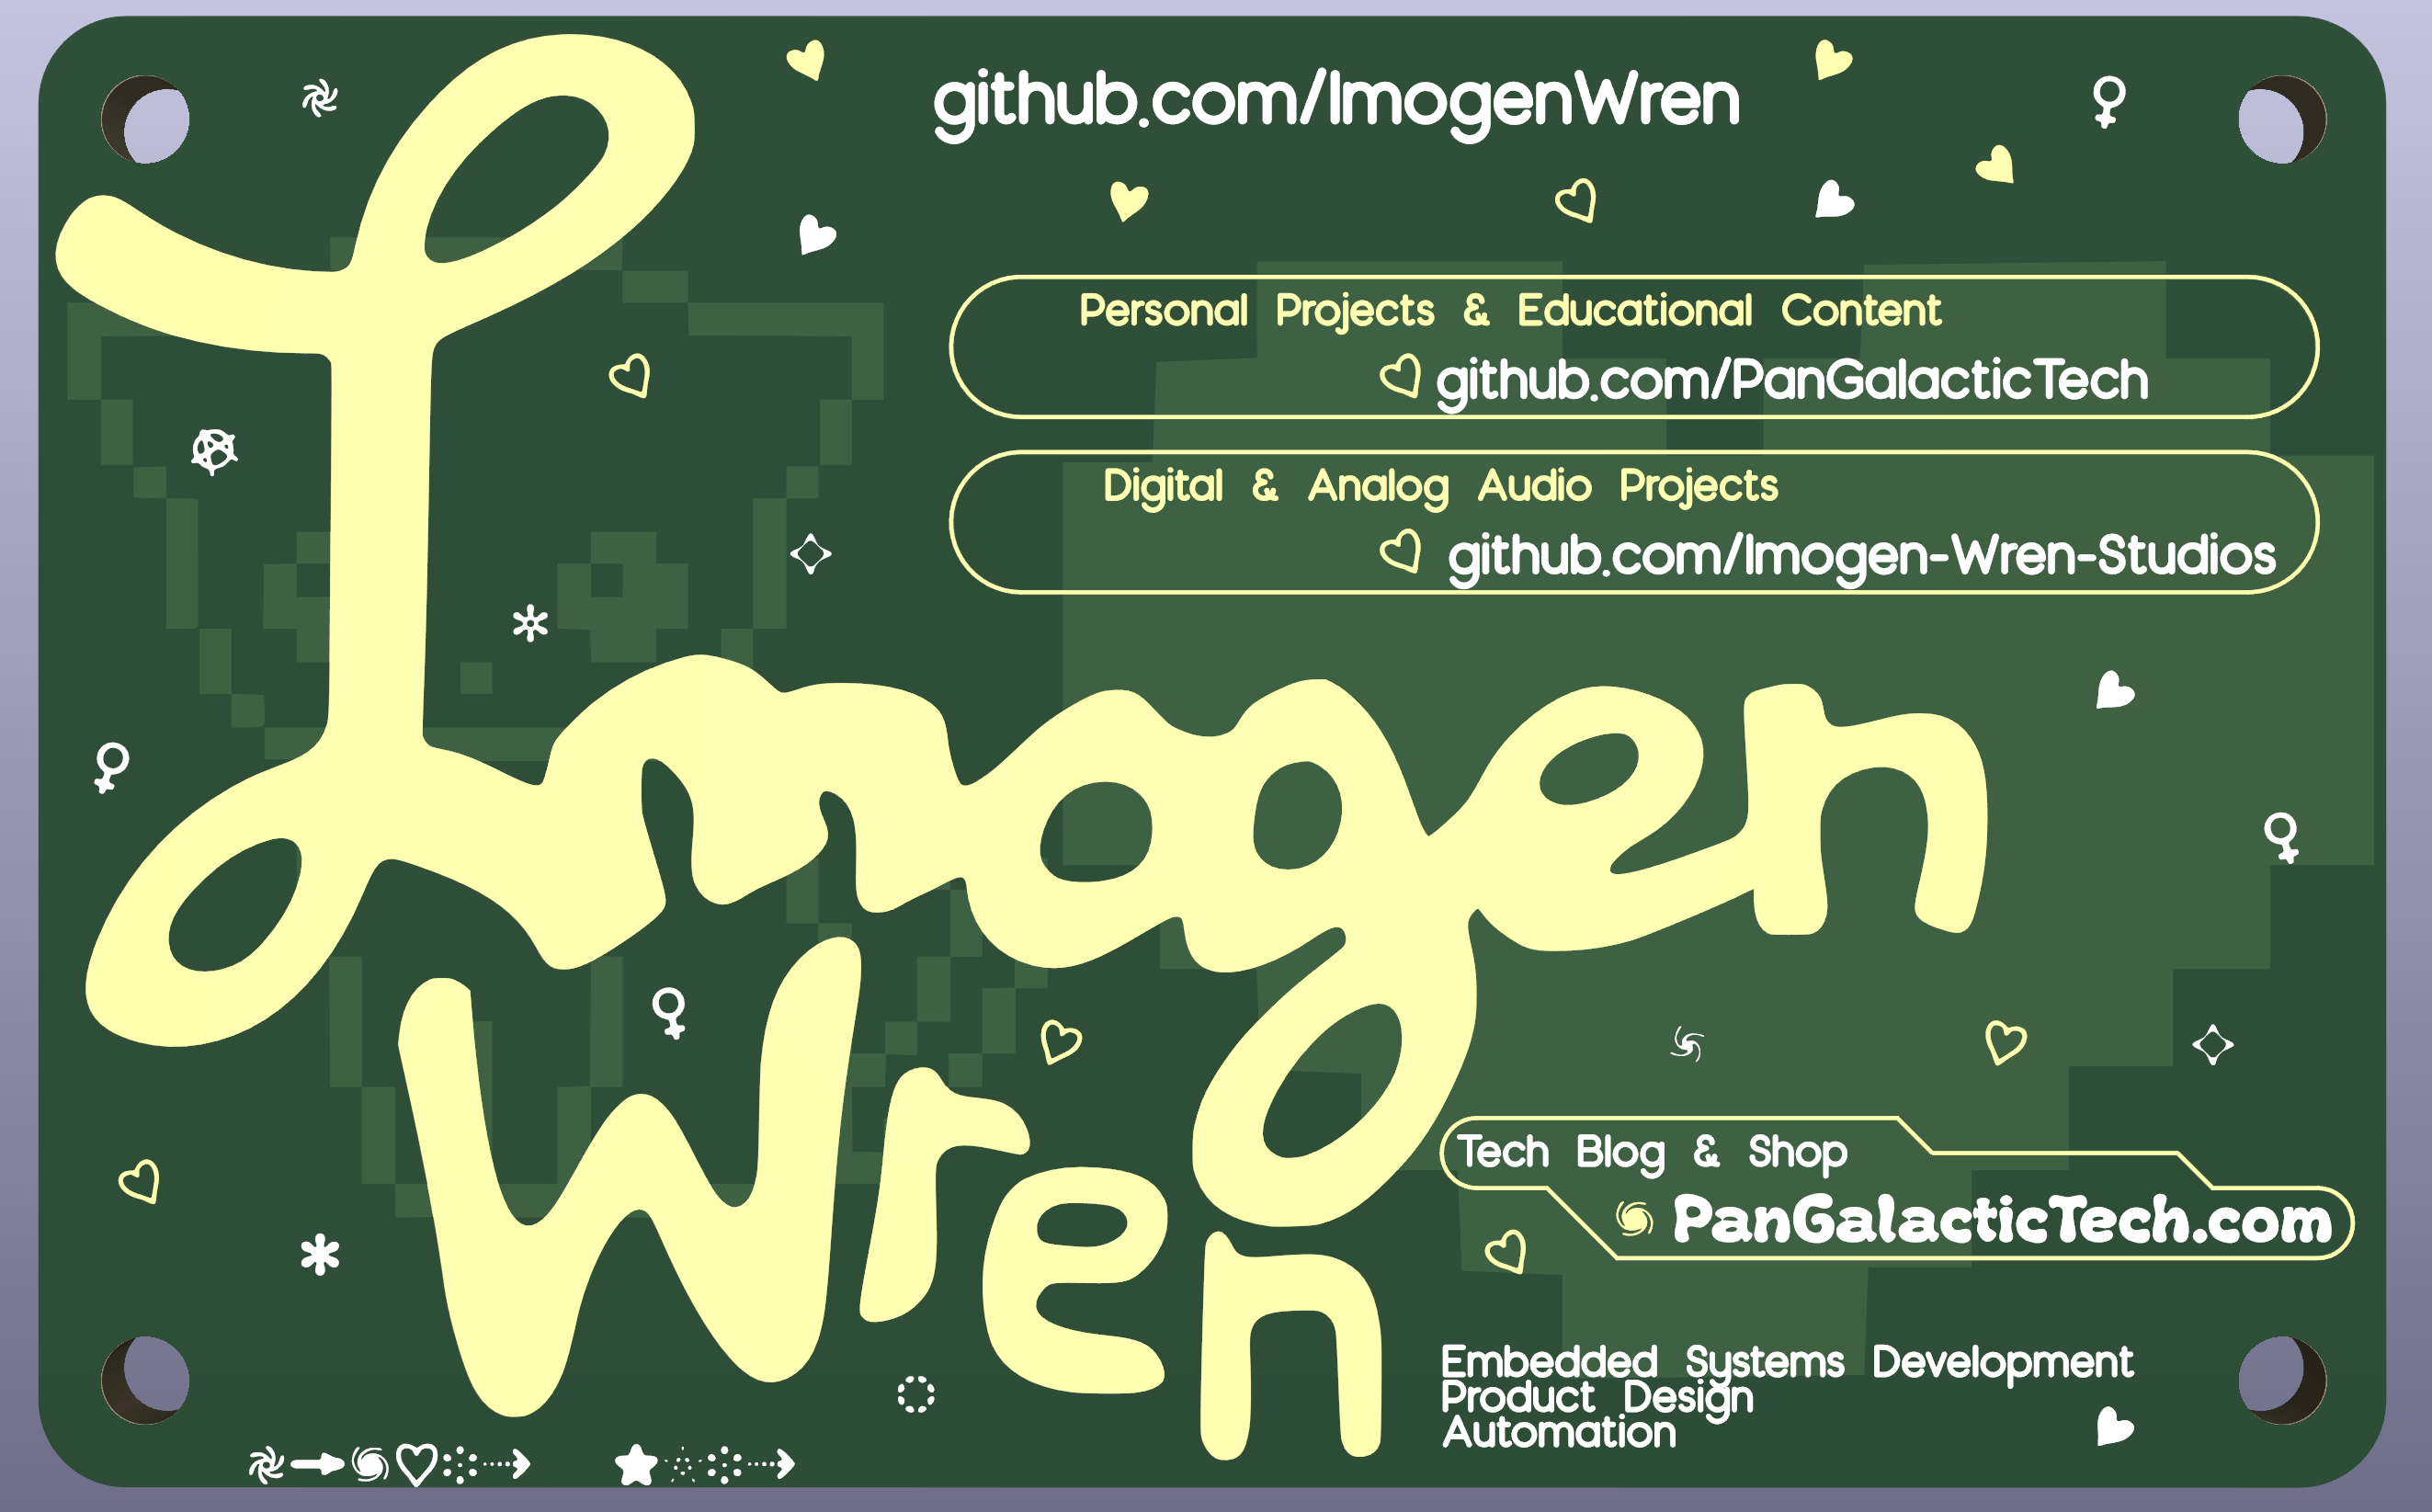 Imogen
Wren
github.com/ImogenWren
Personal Projects & Educational Content
github.com/PanGalacticTech
Digital & Analog Audio Projects
github.com/Imogen-Wren-Studios
Tech Blog & Shop
PanGalacticTech.com
Embedded Systems Development
Product Design
Automation